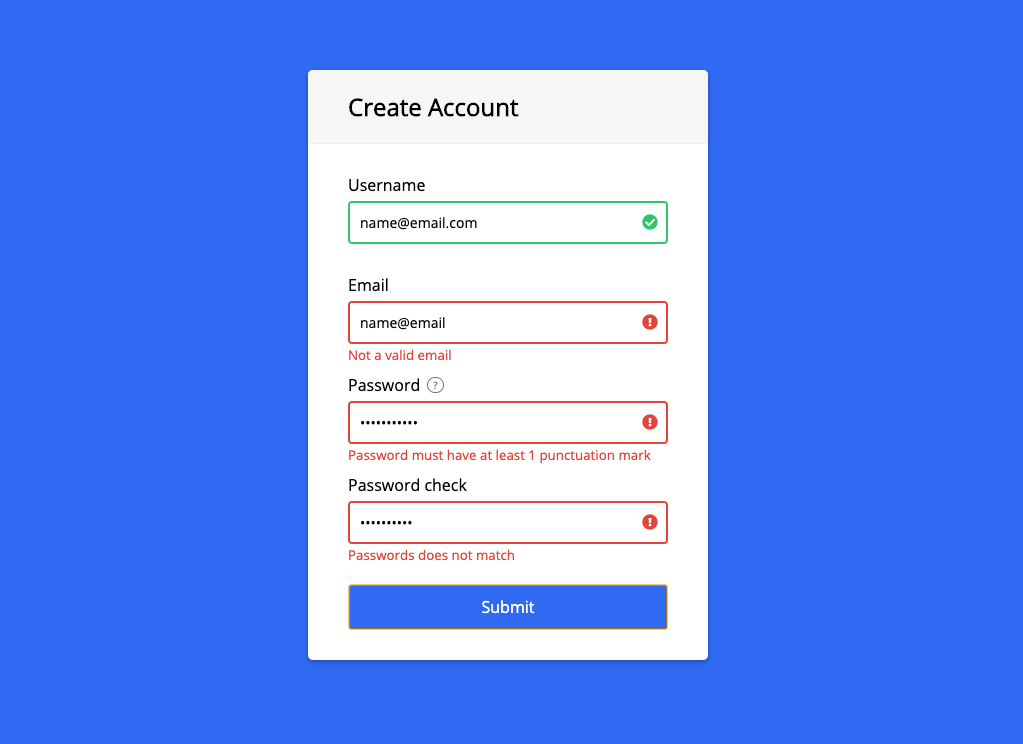 Create Account
Username
name@email.com
Email
name@email
Not a valid email
Password ?
•••••••••••
Password must have at least 1 punctuation mark
Password check
••••••••••
Passwords does not match
Submit